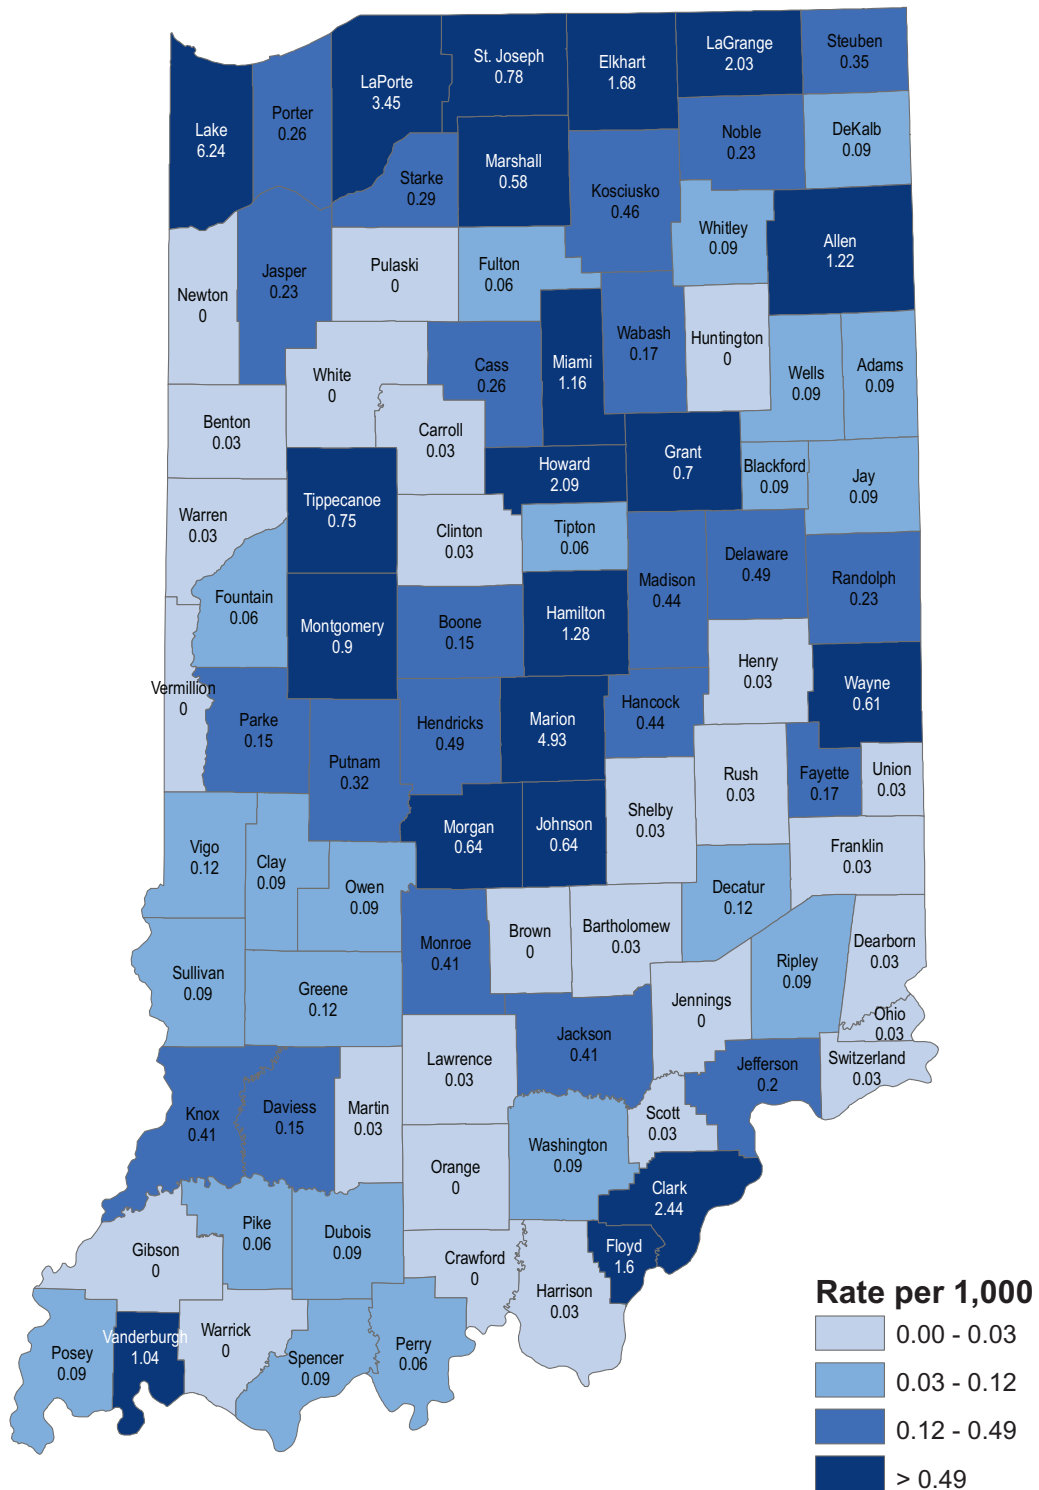 Lake
6.24
Porter
0.26
LaPorte
3.45
St. Joseph
0.78
Elkhart
1.68
LaGrange
2.03
Steuben
0.35
Starke
0.29
Marshall
0.58
Kosciusko
0.46
Noble
0.23
DeKalb
0.09
Whitley
0.09
Allen
1.22
Newton
0
Jasper
0.23
Pulaski
0
Fulton
0.06
White
0
Cass
0.26
Miami
1.16
Wabash
0.17
Huntington
0
Wells
0.09
Adams
0.09
Benton
0.03
Carroll
0.03
Howard
2.09
Grant
0.7
Blackford
0.09
Jay
0.09
Warren
0.03
Tippecanoe
0.75
Clinton
0.03
Tipton
0.06
Madison
0.44
Delaware
0.49
Randolph
0.23
Fountain
0.06
Montgomery
0.9
Boone
0.15
Hamilton
1.28
Henry
0.03
Wayne
0.61
Vermillion
0
Parke
0.15
Putnam
0.32
Hendricks
0.49
Marion
4.93
Hancock
0.44
Rush
0.03
Fayette
0.17
Union
0.03
Shelby
0.03
Franklin
0.03
Vigo
0.12
Clay
0.09
Owen
0.09
Morgan
0.64
Johnson
0.64
Decatur
0.12
Monroe
0.41
Brown
0
Bartholomew
0.03
Dearborn
0.03
Ripley
0.09
Sullivan
0.09
Greene
0.12
Jennings
0
Ohio
0.03
Jackson
0.41
Lawrence
0.03
Jefferson
0.2
Switzerland
0.03
Knox
0.41
Daviess
0.15
Martin
0.03
Scott
0.03
Washington
0.09
Orange
0
Clark
2.44
Pike
0.06
Dubois
0.09
Gibson
0
Crawford
0
Floyd
1.6
Harrison
0.03
Posey
0.09
Vanderburgh
1.04
Warrick
0
Spencer
0.09
Perry
0.06
Rate per 1,000
0.00 - 0.03
0.03 - 0.12
0.12 - 0.49
> 0.49